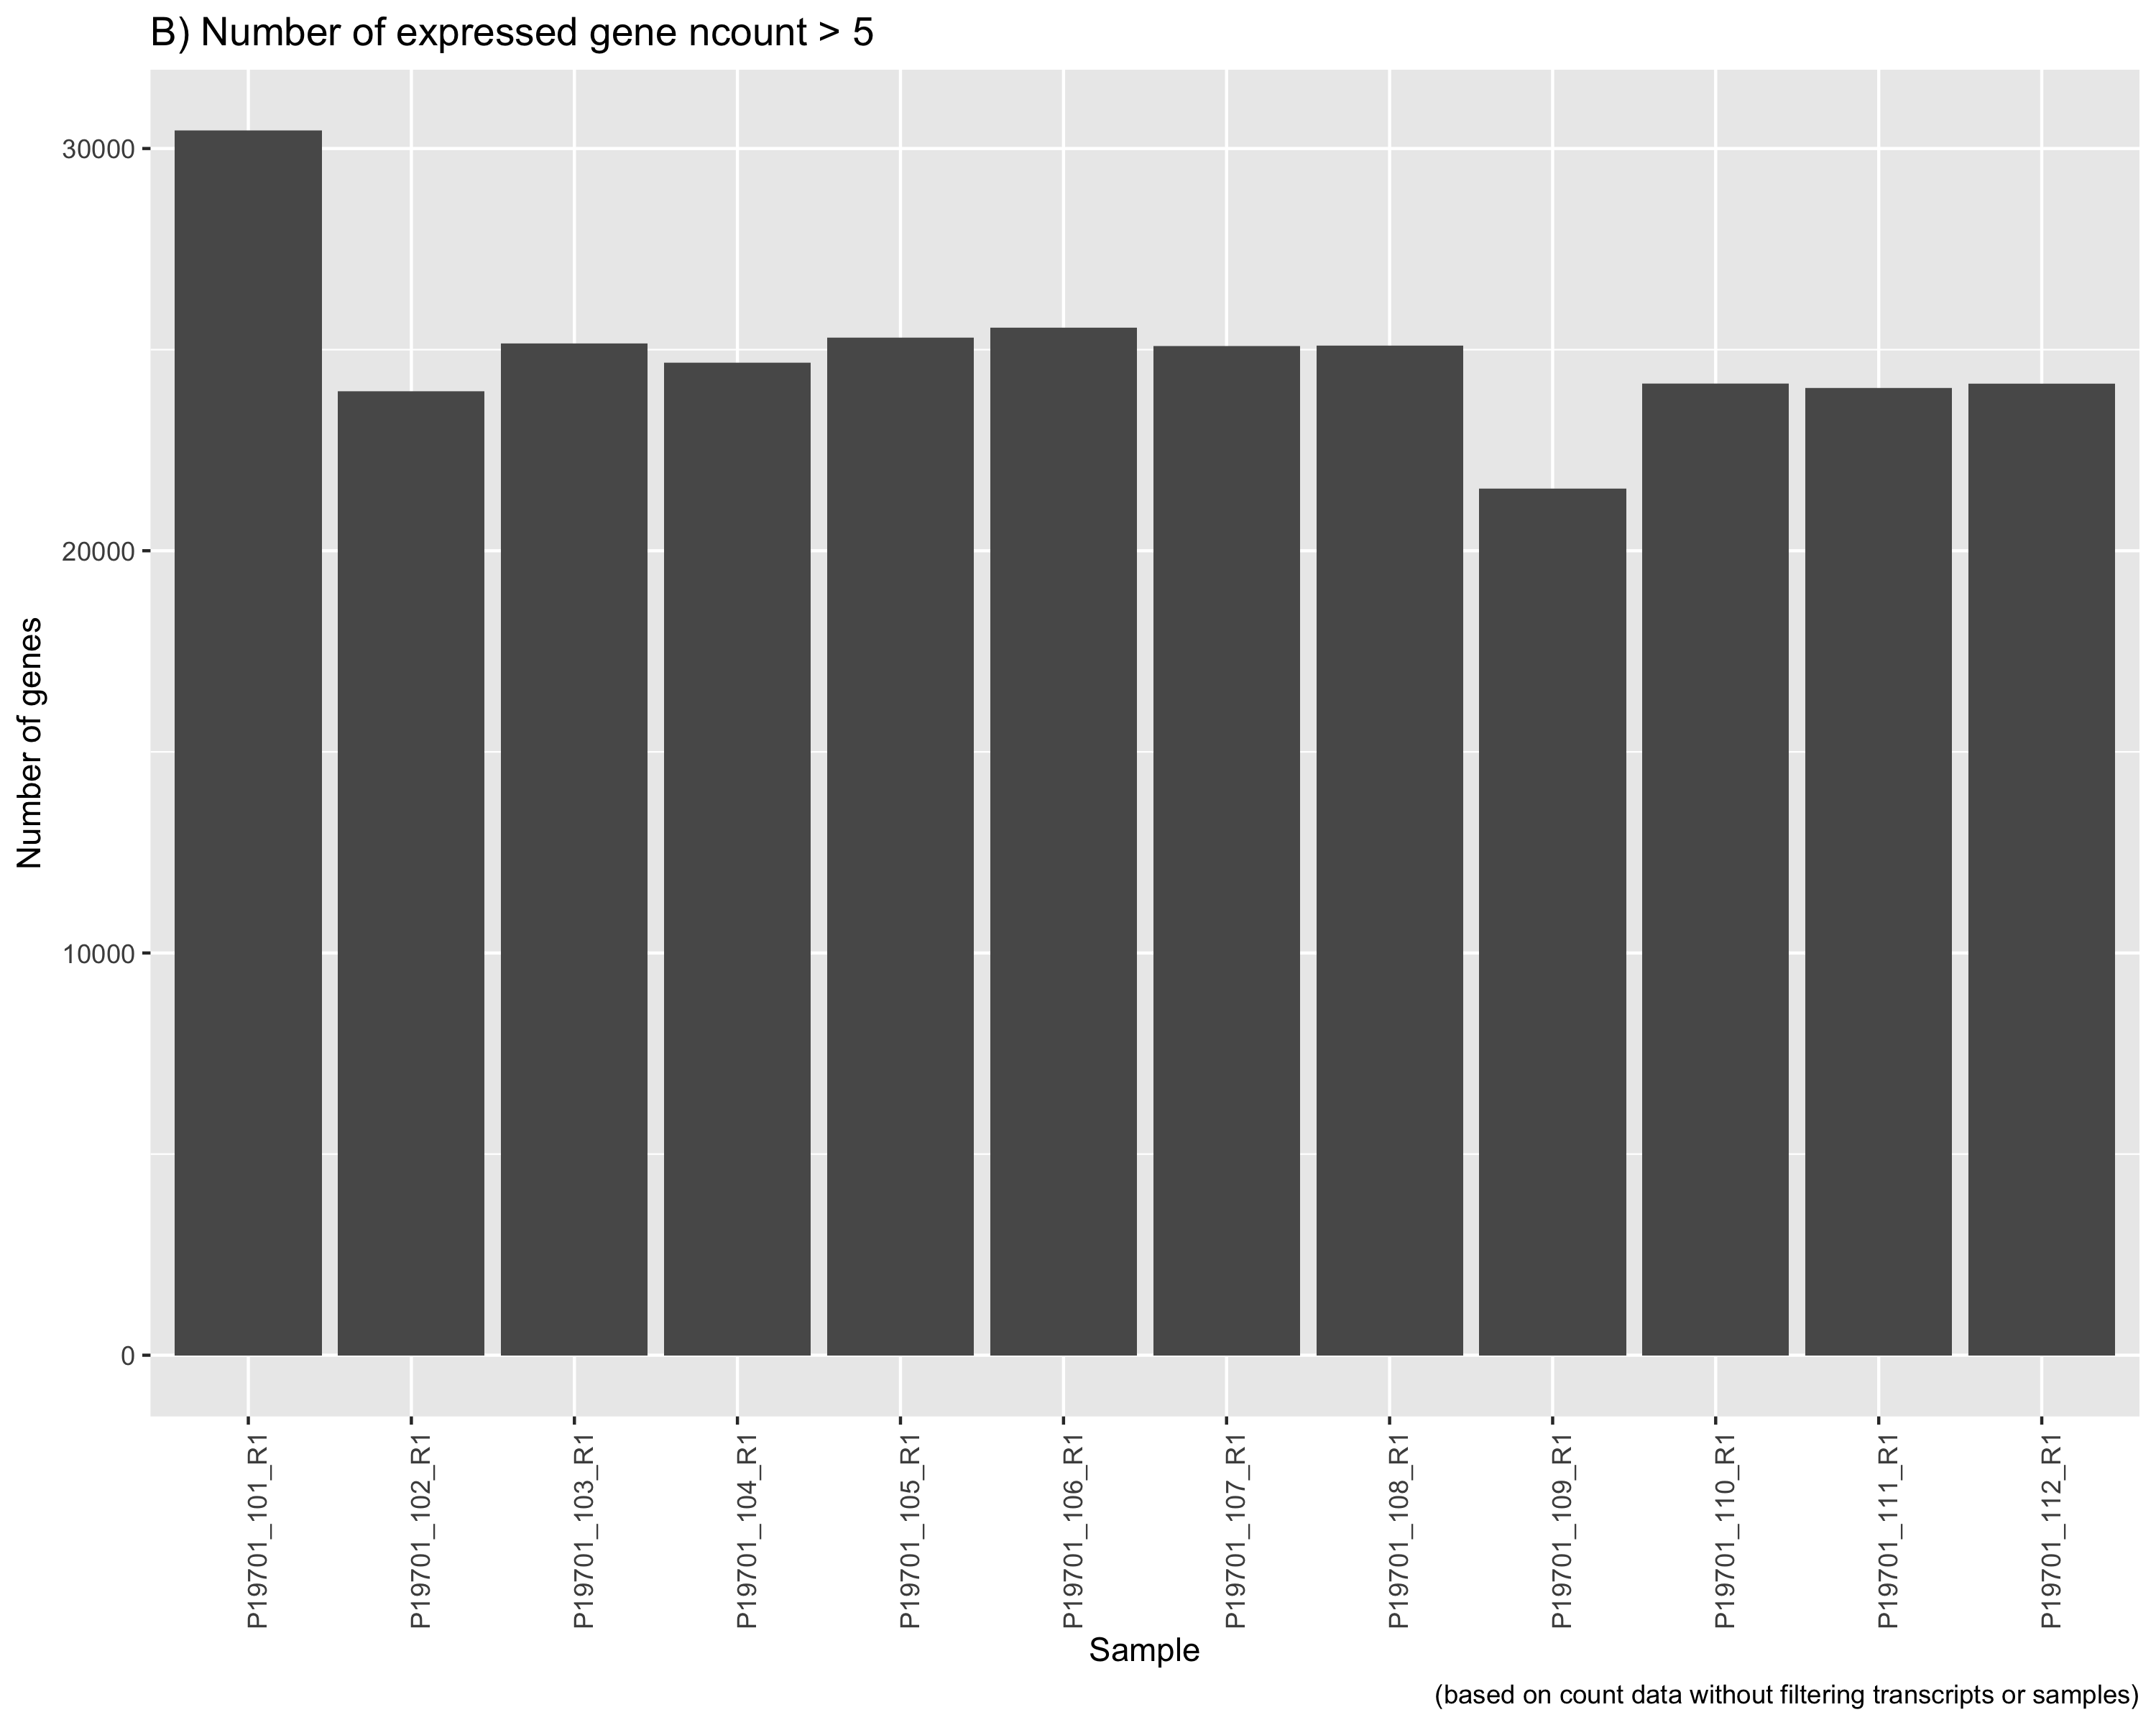 B) Number of expressed gene ncount > 5
Number of genes
30000
20000
10000
0
P19701_101_R1
P19701_102_R1
P19701_103_R1
P19701_104_R1
P19701_105_R1
P19701_106_R1
P19701_107_R1
P19701_108_R1
P19701_109_R1
P19701_110_R1
P19701_111_R1
P19701_112_R1
Sample
(based on count data without filtering transcripts or samples)